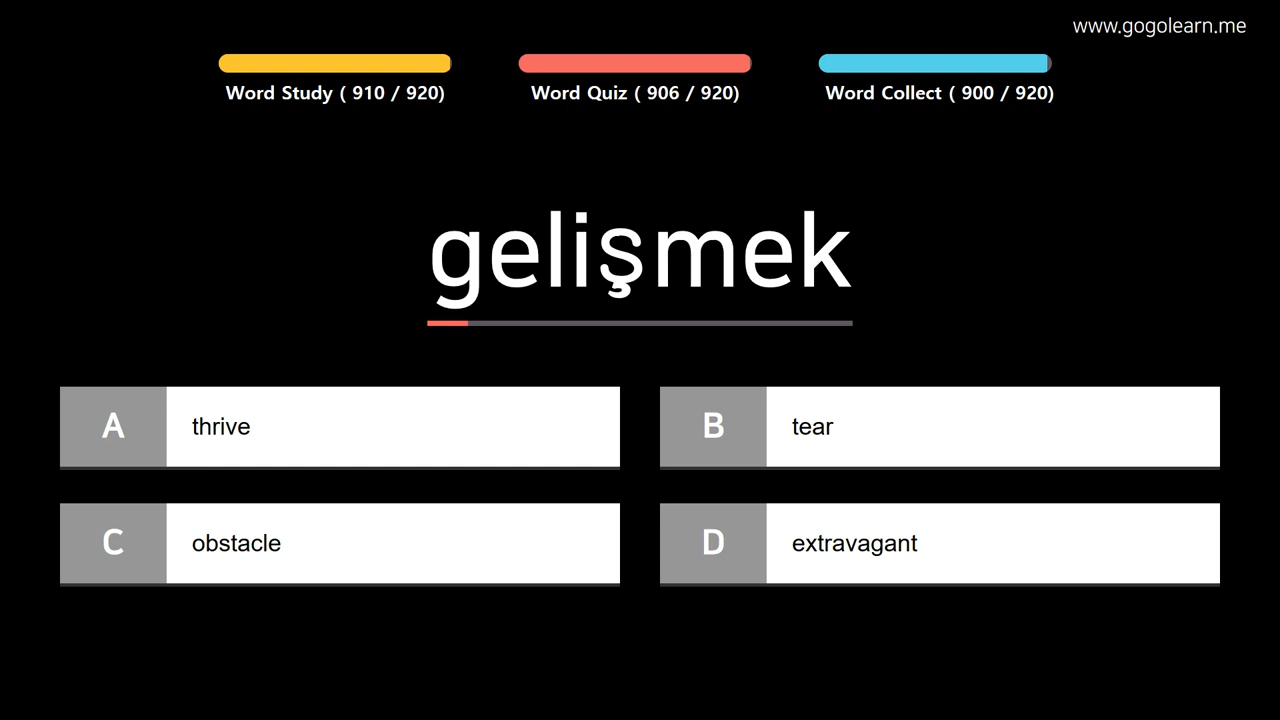 www.gogolearn.me
Word Study ( 910 / 920)
Word Quiz ( 906 / 920)
Word Collect ( 900 / 920)
gelişmek
A thrive
B tear
C obstacle
D extravagant